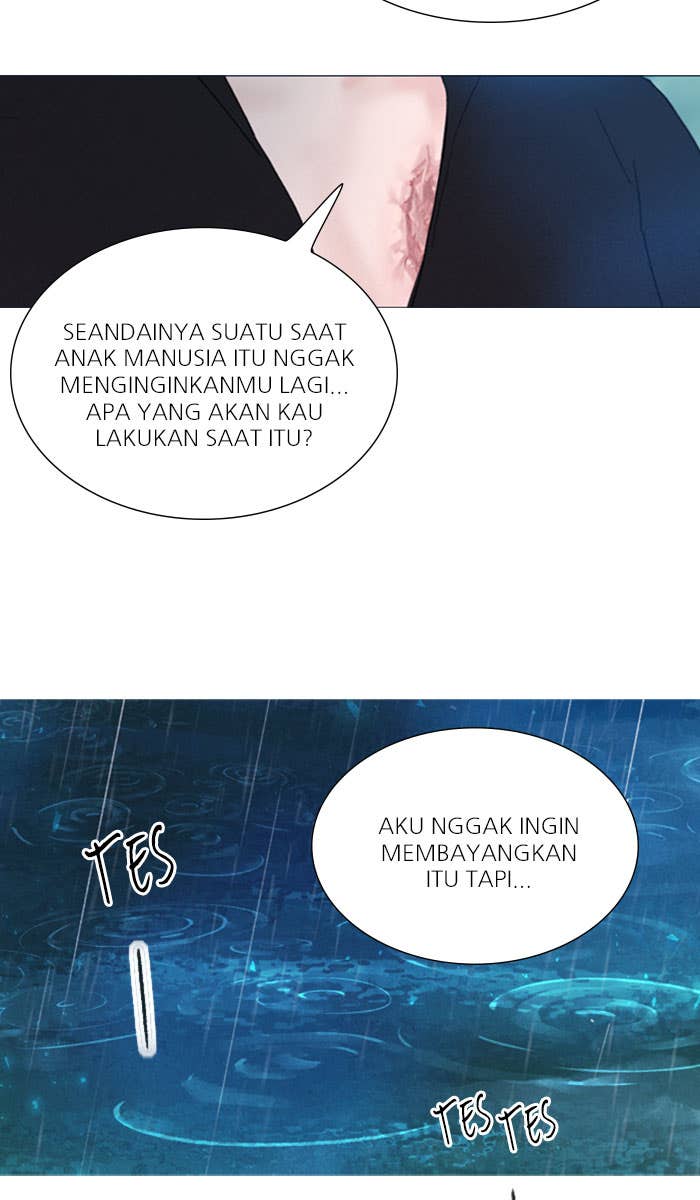 SEANDAINYA SUATU SAAT
ANAK MANUSIA ITU NGGAK
MENGINGINKANMU LAGI...
APA YANG AKAN KAU
LAKUKAN SAAT ITU?
AKU NGGAK INGIN
MEMBAYANGKAN
ITU TAPI...
TES
TES
TES